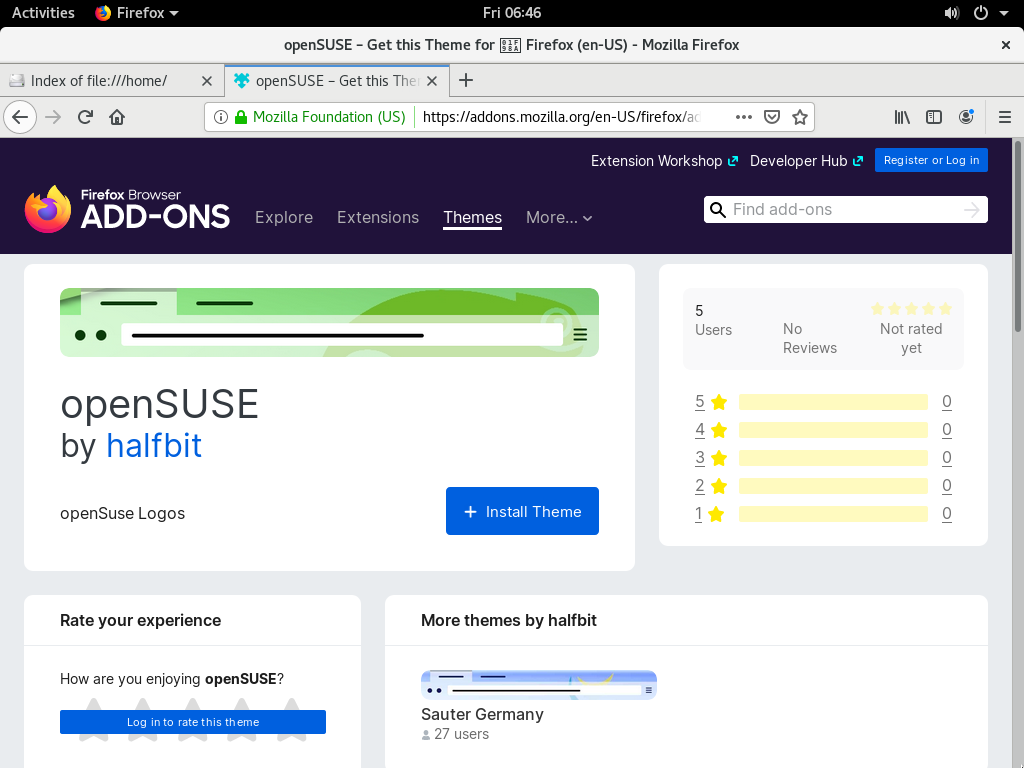 Activities Firefox Fri 06:46
openSUSE – Get this Theme for 🦊 Firefox (en-US) - Mozilla Firefox
Index of file:///home/ openSUSE – Get this The
Mozilla Foundation (US) https://addons.mozilla.org/en-US/firefox/ad
Extension Workshop Developer Hub Register or Log in
Firefox Browser
ADD-ONS Explore Extensions Themes More... Find add-ons
openSUSE
by halfbit
openSuse Logos
Install Theme
5
Users
No
Reviews
Not rated
yet
5 0
4 0
3 0
2 0
1 0
Rate your experience
How are you enjoying openSUSE?
Log in to rate this theme
More themes by halfbit
Sauter Germany
27 users